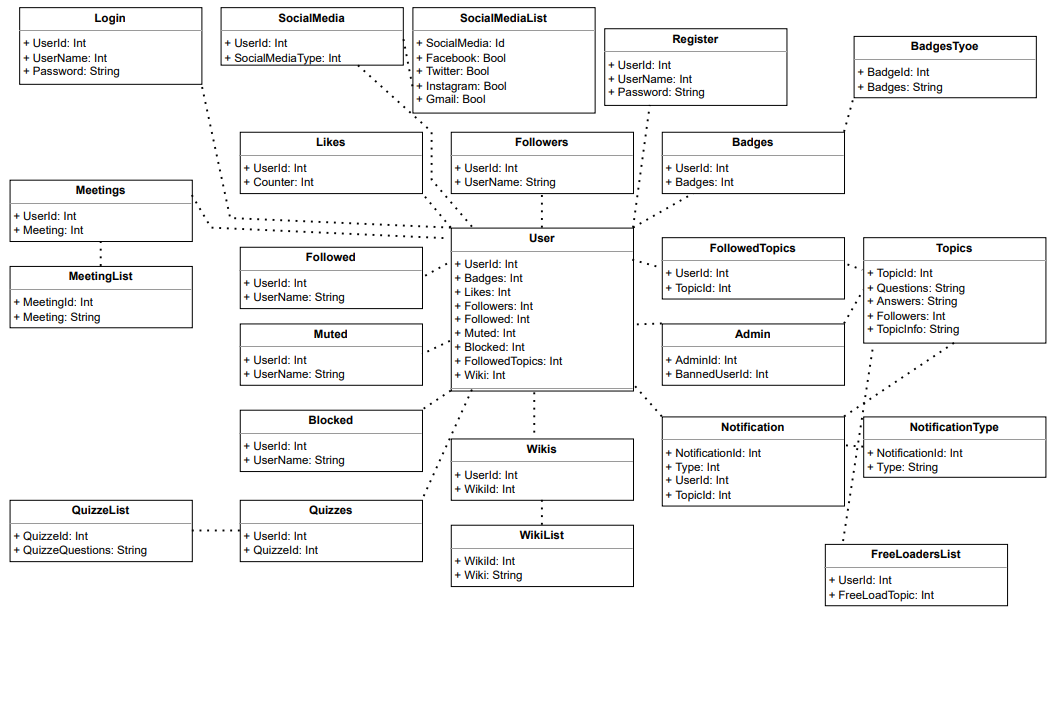 Login
+ UserId: Int
+ UserName: Int
+ Password: String
SocialMedia
+ UserId: Int
+ SocialMediaType: Int
SocialMediaList
+ SocialMedia: Id
+ Facebook: Bool
+ Twitter: Bool
+ Instagram: Bool
+ Gmail: Bool
Register
+ UserId: Int
+ UserName: Int
+ Password: String
BadgesTyoe
+ BadgeId: Int
+ Badges: String
Likes
+ UserId: Int
+ Counter: Int
Followers
+ UserId: Int
+ UserName: String
Badges
+ UserId: Int
+ Badges: Int
Meetings
+ UserId: Int
+ Meeting: Int
MeetingList
+ MeetingId: Int
+ Meeting: String
Followed
+ UserId: Int
+ UserName: String
User
+ UserId: Int
+ Badges: Int
+ Likes: Int
+ Followers: Int
+ Followed: Int
+ Muted: Int
+ Blocked: Int
+ FollowedTopics: Int
+ Wiki: Int
FollowedTopics
+ UserId: Int
+ TopicId: Int
Topics
+ TopicId: Int
+ Questions: String
+ Answers: String
+ Followers: Int
+ TopicInfo: String
Muted
+ UserId: Int
+ UserName: String
Admin
+ AdminId: Int
+ BannedUserId: Int
Blocked
+ UserId: Int
+ UserName: String
Wikis
+ UserId: Int
+ WikiId: Int
Notification
+ NotificationId: Int
+ Type: Int
+ UserId: Int
+ TopicId: Int
NotificationType
+ NotificationId: Int
+ Type: String
QuizzeList
+ QuizzeId: Int
+ QuizzeQuestions: String
Quizzes
+ UserId: Int
+ QuizzeId: Int
WikiList
+ WikiId: Int
+ Wiki: String
FreeLoadersList
+ UserId: Int
+ FreeLoadTopic: Int